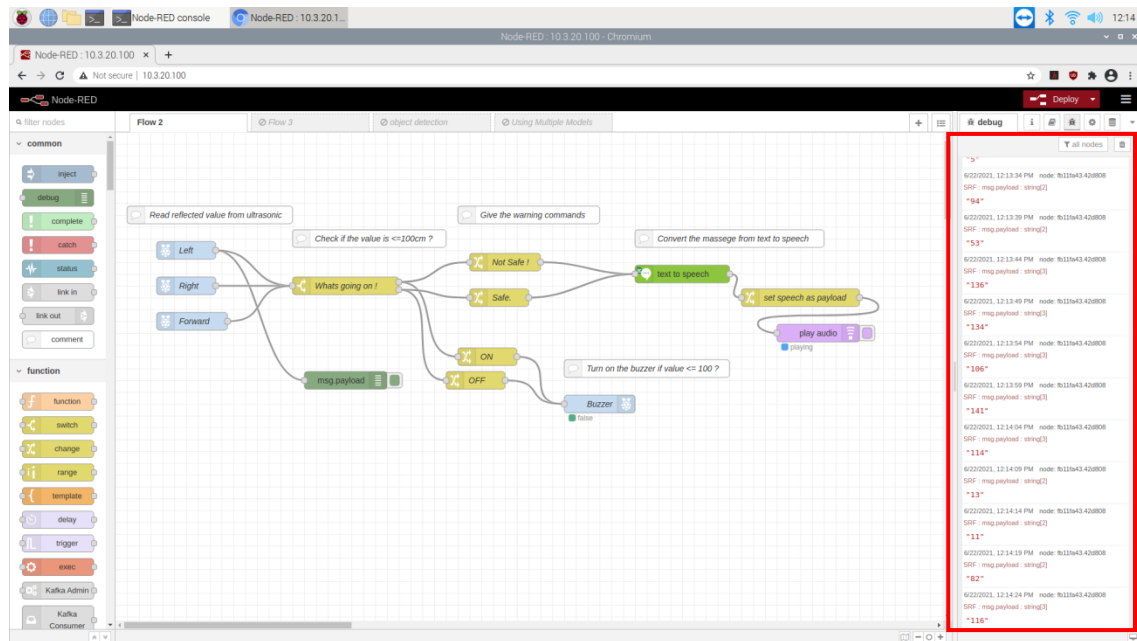 Node-RED console
Node-RED : 10.3.20.1...
12:14
Node-RED : 10.3.20.100 - Chromium
Node-RED : 10.3.20.100
Not secure | 10.3.20.100
Node-RED
Deploy
filter nodes
Flow 2
Flow 3
object detection
Using Multiple Models
debug
all nodes
common
inject
debug
complete
catch
status
link in
link out
comment
function
function
switch
change
range
template
delay
trigger
exec
Kafka Admin
Kafka
Consumer
Read reflected value from ultrasonic
Give the warning commands
Check if the value is <=100cm ?
Convert the massege from text to speech
Left
Not Safe !
text to speech
Right
Whats going on !
Safe.
set speech as payload
Forward
play audio
playing
ON
Turn on the buzzer if value <= 100 ?
msg.payload
OFF
Buzzer
false
"5"
6/22/2021, 12:13:34 PM node: fb11fa43.42d808
SRF : msg.payload : string[2]
"94"
6/22/2021, 12:13:39 PM node: fb11fa43.42d808
SRF : msg.payload : string[2]
"53"
6/22/2021, 12:13:44 PM node: fb11fa43.42d808
SRF : msg.payload : string[3]
"136"
6/22/2021, 12:13:49 PM node: fb11fa43.42d808
SRF : msg.payload : string[3]
"134"
6/22/2021, 12:13:54 PM node: fb11fa43.42d808
SRF : msg.payload : string[3]
"106"
6/22/2021, 12:13:59 PM node: fb11fa43.42d808
SRF : msg.payload : string[3]
"141"
6/22/2021, 12:14:04 PM node: fb11fa43.42d808
SRF : msg.payload : string[3]
"114"
6/22/2021, 12:14:09 PM node: fb11fa43.42d808
SRF : msg.payload : string[2]
"13"
6/22/2021, 12:14:14 PM node: fb11fa43.42d808
SRF : msg.payload : string[2]
"11"
6/22/2021, 12:14:19 PM node: fb11fa43.42d808
SRF : msg.payload : string[2]
"82"
6/22/2021, 12:14:24 PM node: fb11fa43.42d808
SRF : msg.payload : string[3]
"116"